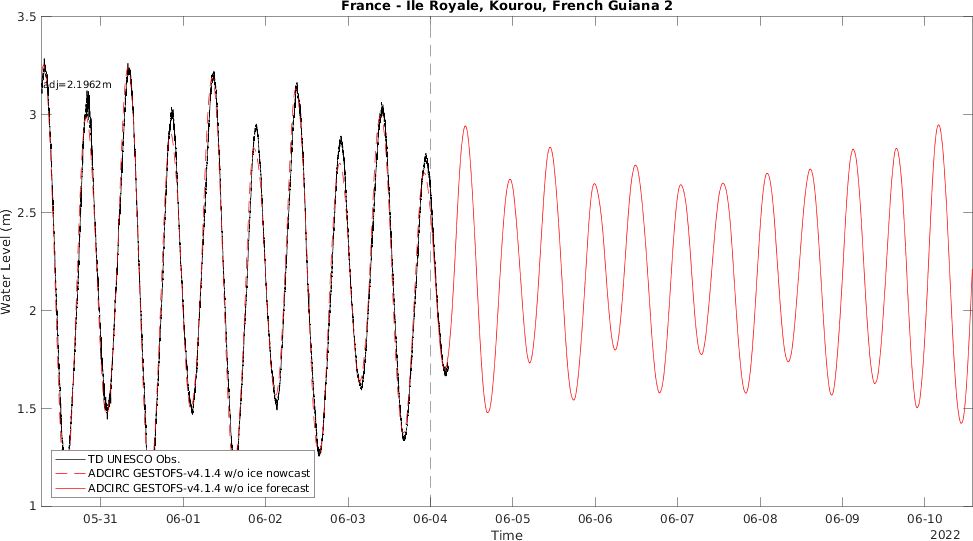 France - Ile Royale, Kourou, French Guiana 2
3.5
adj=2.1962m
3
2.5
2
1.5
1
Water Level (m)
TD UNESCO Obs.
ADCIRC GESTOFS-v4.1.4 w/o ice nowcast
ADCIRC GESTOFS-v4.1.4 w/o ice forecast
05-31 06-01 06-02 06-03 06-04 06-05 06-06 06-07 06-08 06-09 06-10
Time
2022